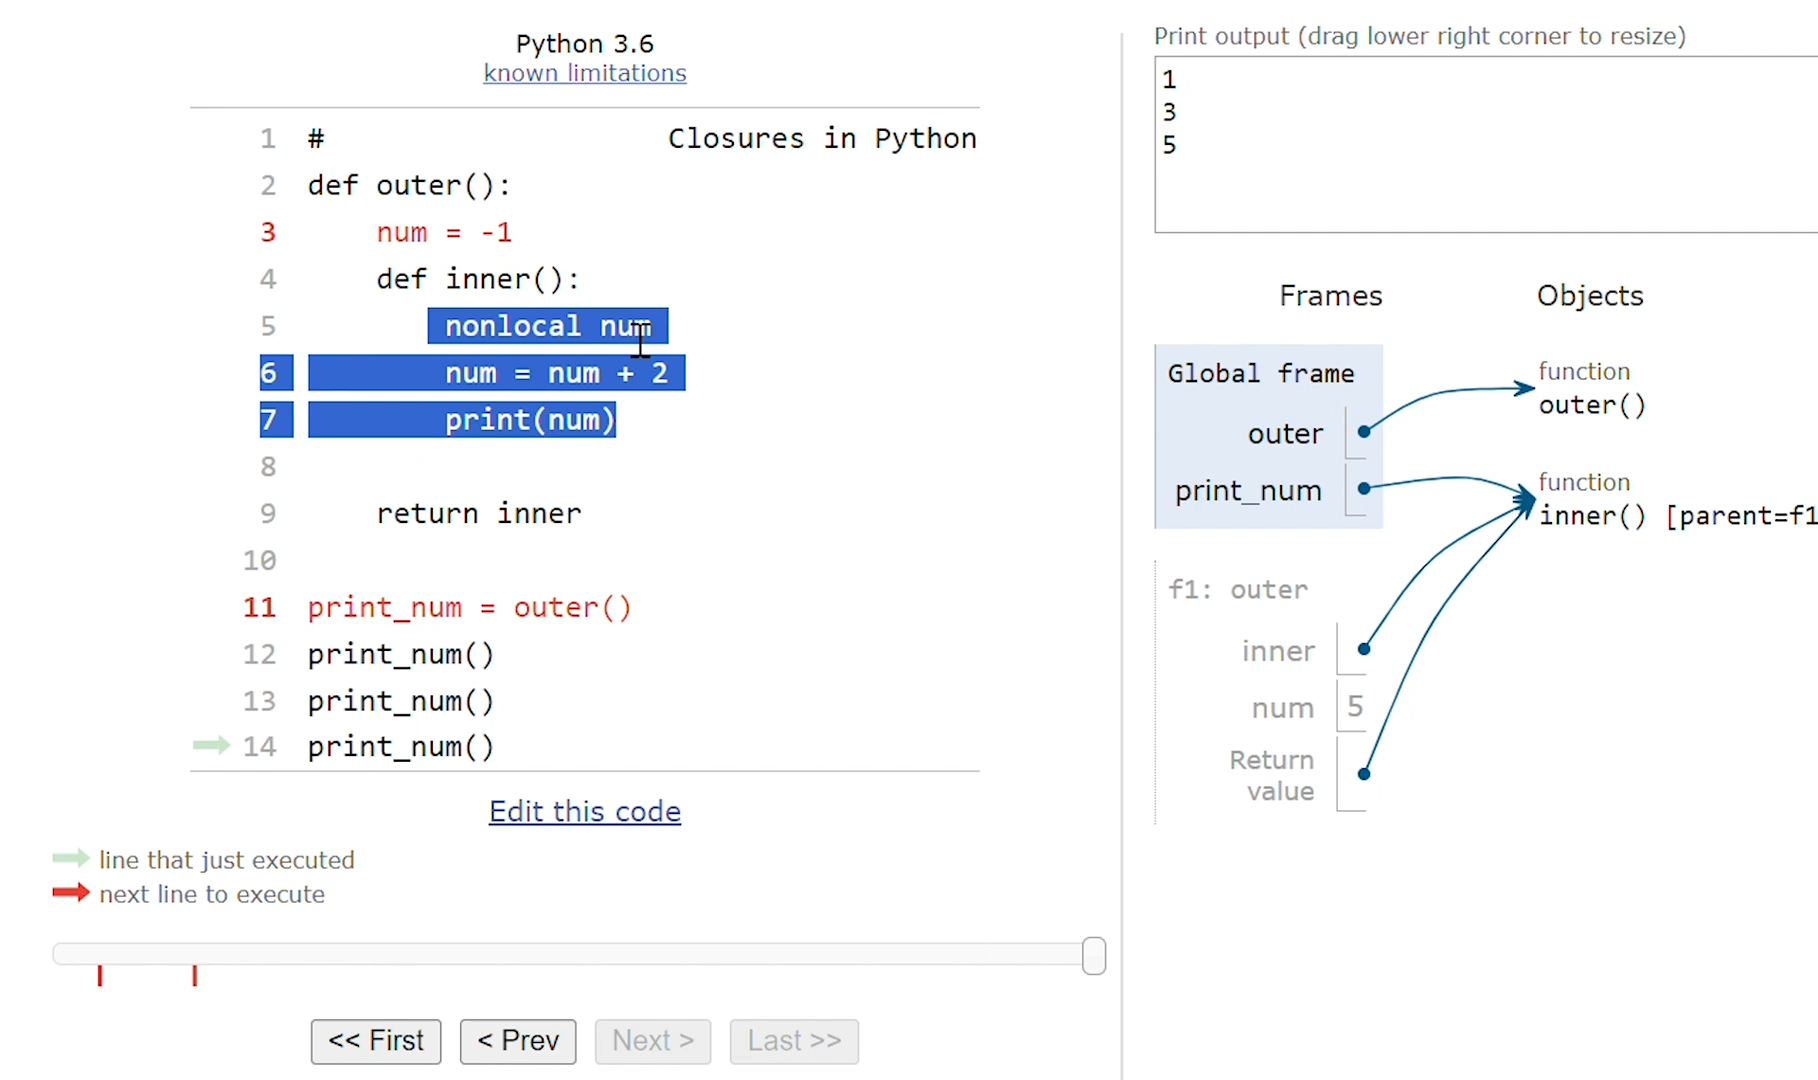 Python 3.6
known limitations
1 # Closures in Python
2 def outer():
3 num = -1
4 def inner():
5 nonlocal num
6 num = num + 2
7 print(num)
8
9 return inner
10
11 print_num = outer()
12 print_num()
13 print_num()
14 print_num()
Edit this code
line that just executed
next line to execute
<< First < Prev Next > Last >>
Print output (drag lower right corner to resize)
1
3
5
Frames Objects
Global frame
outer
print_num
function
outer()
function
inner() [parent=f1
f1: outer
inner
num 5
Return
value